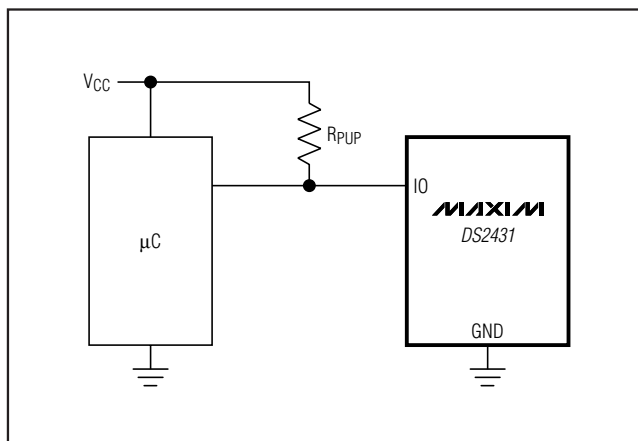 VCC
RPUP
IO
MAXIM
DS2431
μC
GND